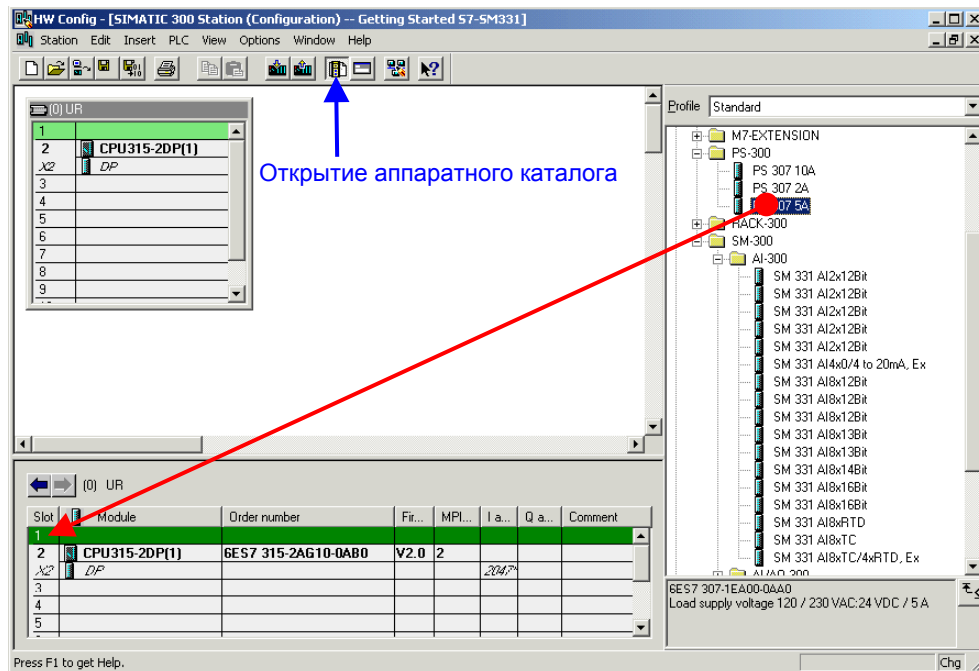 HW Config - [SIMATIC 300 Station (Configuration) -- Getting Started S7-SM331]
Station Edit Insert PLC View Options Window Help
(0) UR
1
2 CPU315-2DP(1)
X2 DP
3
4
5
6
7
8
9
Открытие аппаратного каталога
Profile Standard
M7-EXTENSION
PS-300
PS 307 10A
PS 307 2A
307 5A
RACK-300
SM-300
AI-300
SM 331 AI2x12Bit
SM 331 AI2x12Bit
SM 331 AI2x12Bit
SM 331 AI2x12Bit
SM 331 AI2x12Bit
SM 331 AI4x0/4 to 20mA, Ex
SM 331 AI8x12Bit
SM 331 AI8x12Bit
SM 331 AI8x12Bit
SM 331 AI8x13Bit
SM 331 AI8x13Bit
SM 331 AI8x14Bit
SM 331 AI8x16Bit
SM 331 AI8x16Bit
SM 331 AI8xRTD
SM 331 AI8xTC
SM 331 AI8xTC/4xRTD, Ex
AI/AO-300
6ES7 307-1EA00-0AA0
Load supply voltage 120 / 230 VAC:24 VDC / 5 A
(0) UR
Slot Module Order number Fir... MPI... I a... Q a... Comment
1
2 CPU315-2DP(1) 6ES7 315-2AG10-0AB0 V2.0 2
X2 DP 2047*
3
4
5
Press F1 to get Help. Chg